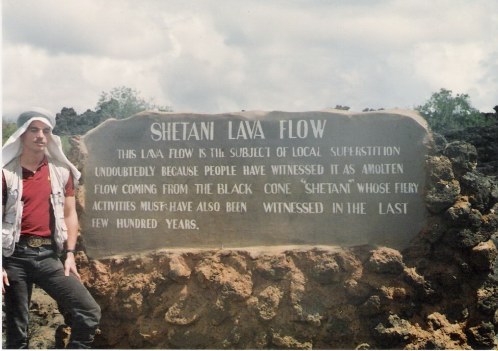 SHETANI LAVA FLOW
THIS LAVA FLOW IS THE SUBJECT OF LOCAL SUPERSTITION
UNDOUBTEDLY BECAUSE PEOPLE HAVE WITNESSED IT AS AMOLTEN
FLOW COMING FROM THE BLACK CONE "SHETANI" WHOSE FIERY
ACTIVITIES MUST HAVE ALSO BEEN WITNESSED IN THE LAST
FEW HUNDRED YEARS.